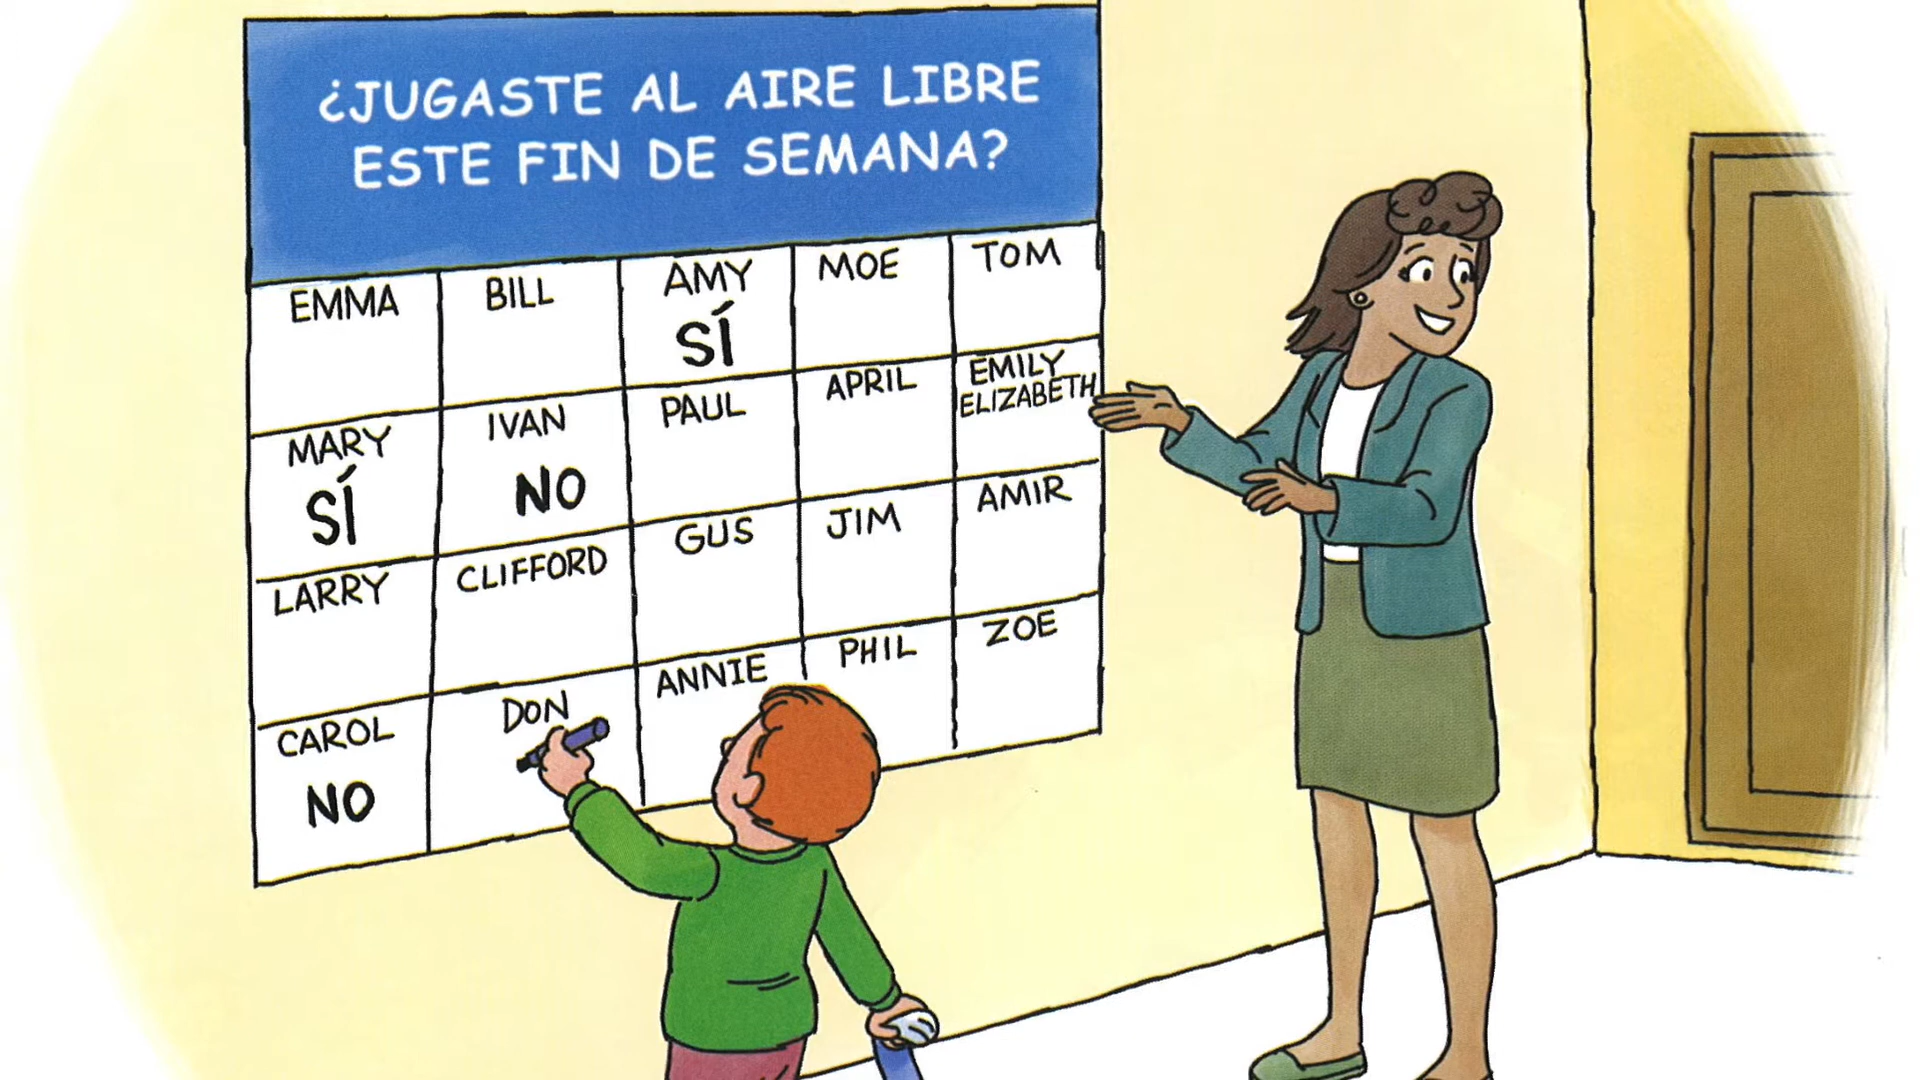 ¿JUGASTE AL AIRE LIBRE
ESTE FIN DE SEMANA?
EMMA
BILL
AMY
SÍ
MOE
TOM
MARY
SÍ
IVAN
NO
PAUL
APRIL
EMILY
ELIZABETH
LARRY
CLIFFORD
GUS
JIM
AMIR
CAROL
NO
DON
ANNIE
PHIL
ZOE